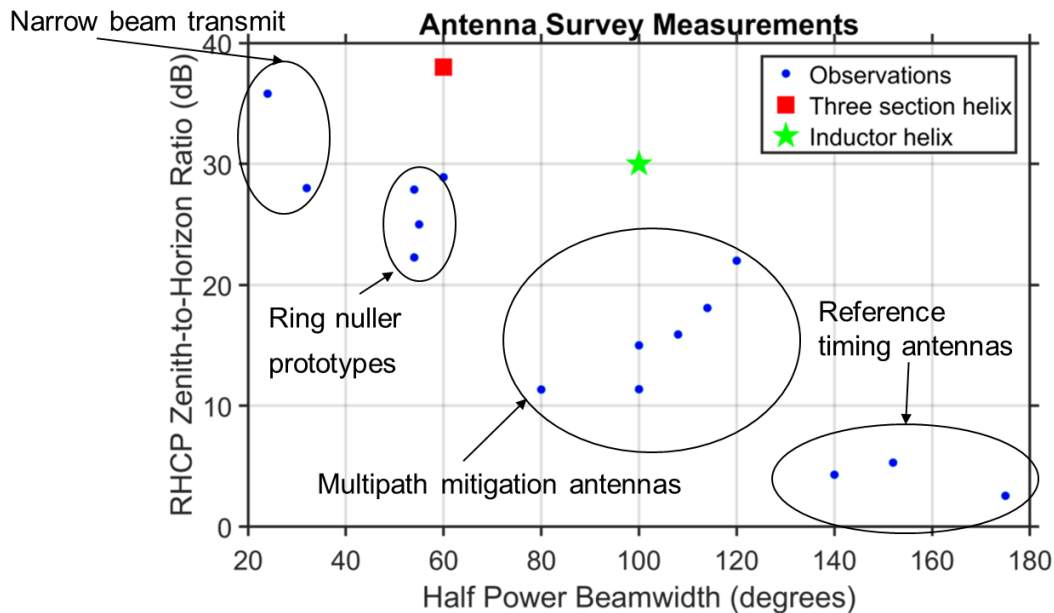 Narrow beam transmit
Antenna Survey Measurements
RHCP Zenith-to-Horizon Ratio (dB)
40
30
20
10
0
Observations
Three section helix
Inductor helix
Ring nuller
prototypes
Reference
timing antennas
Multipath mitigation antennas
20 40 60 80 100 120 140 160 180
Half Power Beamwidth (degrees)